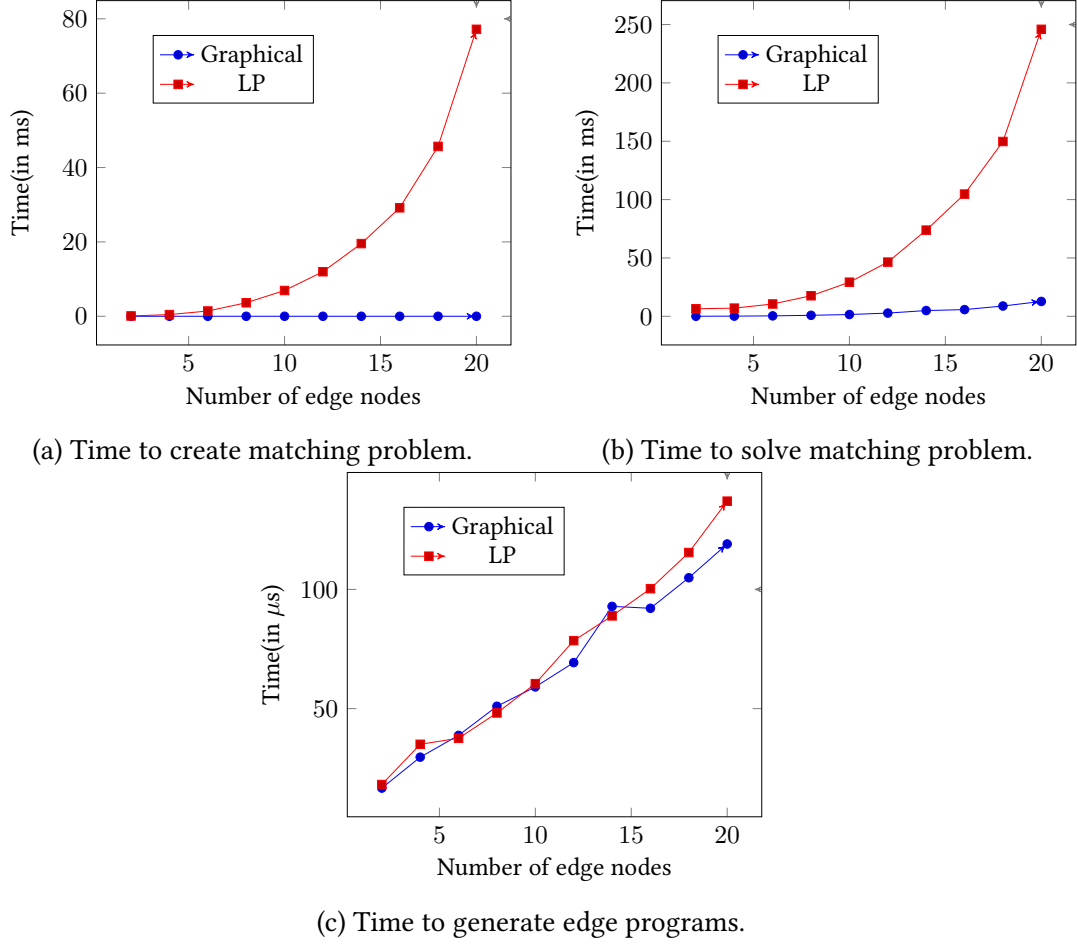 80
60
40
20
0
Time(in ms)
Graphical
LP
5
10
15
20
Number of edge nodes
(a) Time to create matching problem.
250
200
150
100
50
0
Time(in ms)
Graphical
LP
5
10
15
20
Number of edge nodes
(b) Time to solve matching problem.
100
50
Time(in μs)
Graphical
LP
5
10
15
20
Number of edge nodes
(c) Time to generate edge programs.